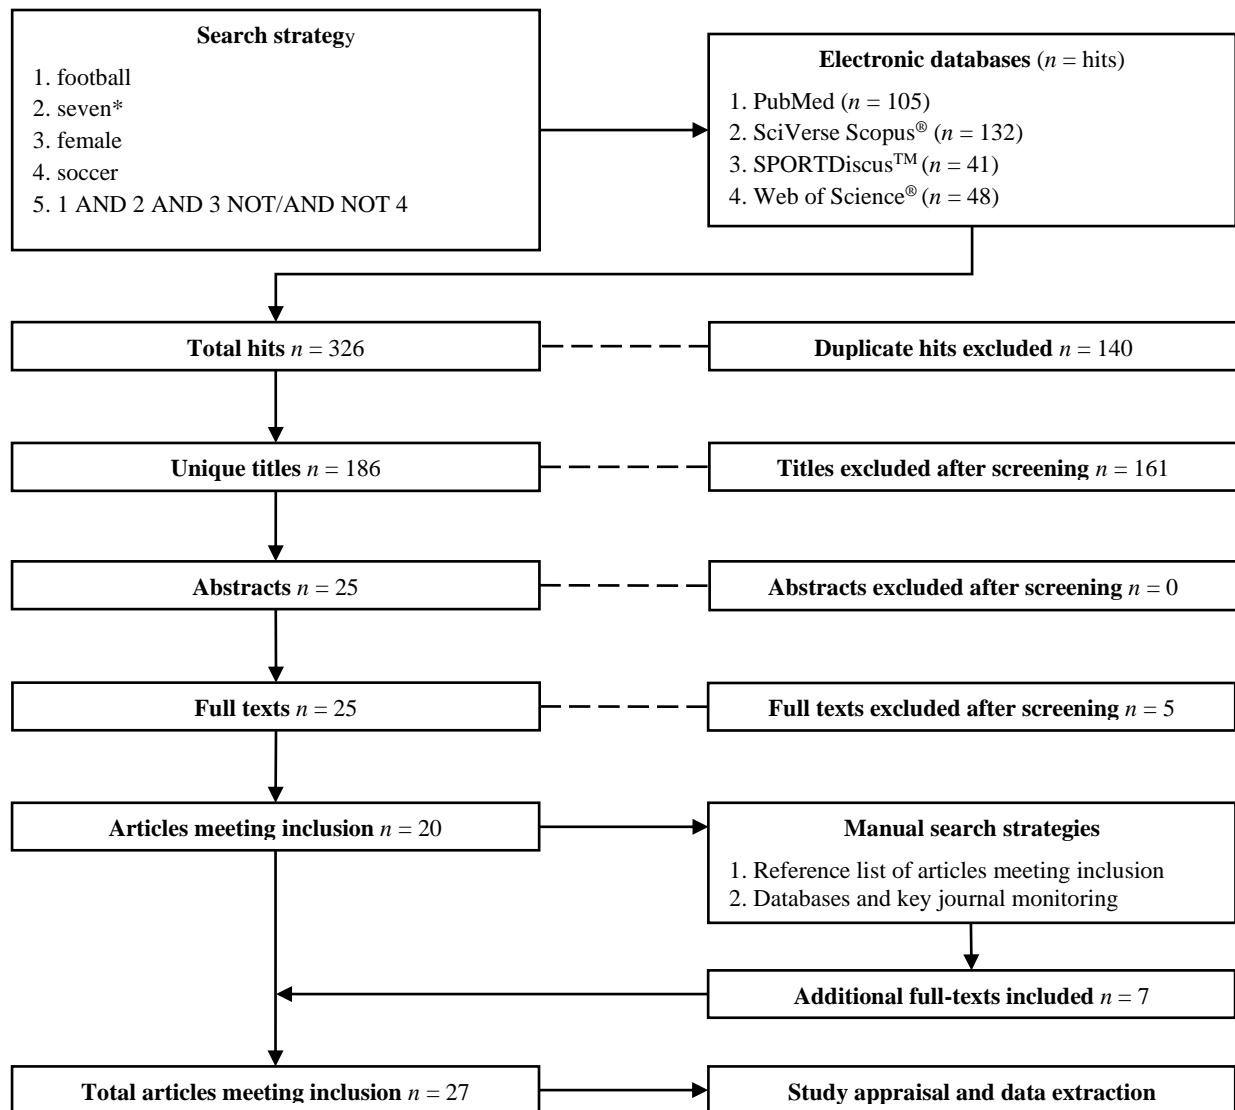 Search strategy
1. football
2. seven*
3. female
4. soccer
5. 1 AND 2 AND 3 NOT/AND NOT 4
Electronic databases (n = hits)
1. PubMed (n = 105)
2. SciVerse Scopus® (n = 132)
3. SPORTDiscus™ (n = 41)
4. Web of Science® (n = 48)
Total hits n = 326
Duplicate hits excluded n = 140
Unique titles n = 186
Titles excluded after screening n = 161
Abstracts n = 25
Abstracts excluded after screening n = 0
Full texts n = 25
Full texts excluded after screening n = 5
Articles meeting inclusion n = 20
Manual search strategies
1. Reference list of articles meeting inclusion
2. Databases and key journal monitoring
Additional full-texts included n = 7
Total articles meeting inclusion n = 27
Study appraisal and data extraction